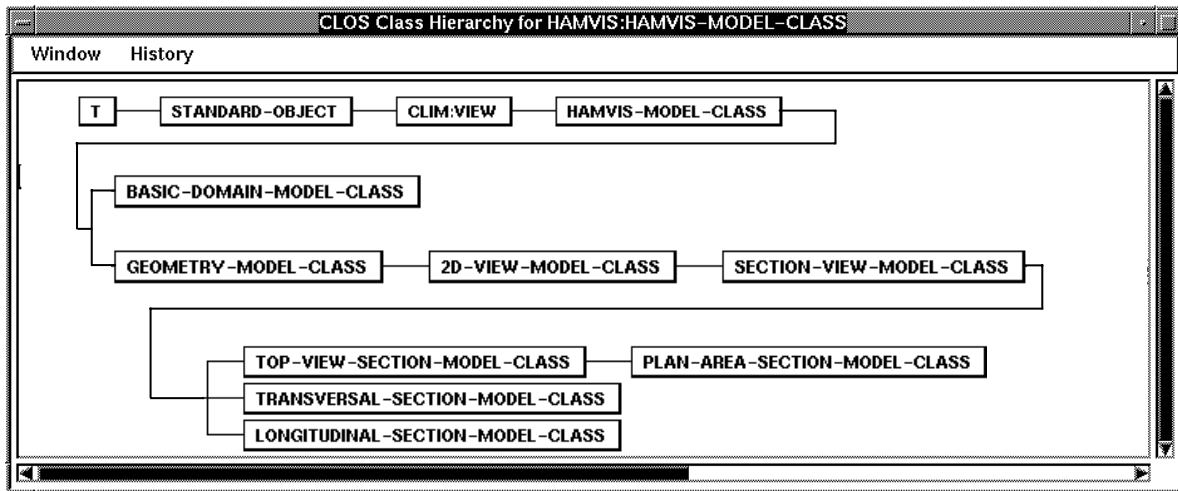 CLOS Class Hierarchy for HAMVIS:HAMVIS-MODEL-CLASS
Window History
T STANDARD-OBJECT CLIM:VIEW HAMVIS-MODEL-CLASS
BASIC-DOMAIN-MODEL-CLASS
GEOMETRY-MODEL-CLASS 2D-VIEW-MODEL-CLASS SECTION-VIEW-MODEL-CLASS
TOP-VIEW-SECTION-MODEL-CLASS PLAN-AREA-SECTION-MODEL-CLASS
TRANSVERSAL-SECTION-MODEL-CLASS
LONGITUDINAL-SECTION-MODEL-CLASS